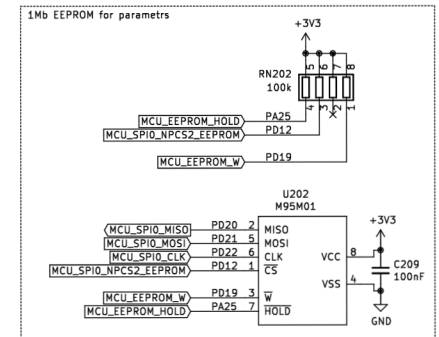 1Mb EEPROM for parametrs
+3V3
5 6 7 8
RN202
100k
4 3 2 1
MCU_EEPROM_HOLD PA25
MCU_SPI0_NPCS2_EEPROM PD12
MCU_EEPROM_W PD19
U202
M95M01
+3V3
MCU_SPI0_MISO PD20 2 MISO
MCU_SPI0_MOSI PD21 5 MOSI
MCU_SPI0_CLK PD22 6 CLK VCC 8
MCU_SPI0_NPCS2_EEPROM PD12 1 CS
C209
100nF
VSS 4
MCU_EEPROM_W PD19 3 W
MCU_EEPROM_HOLD PA25 7 HOLD
GND